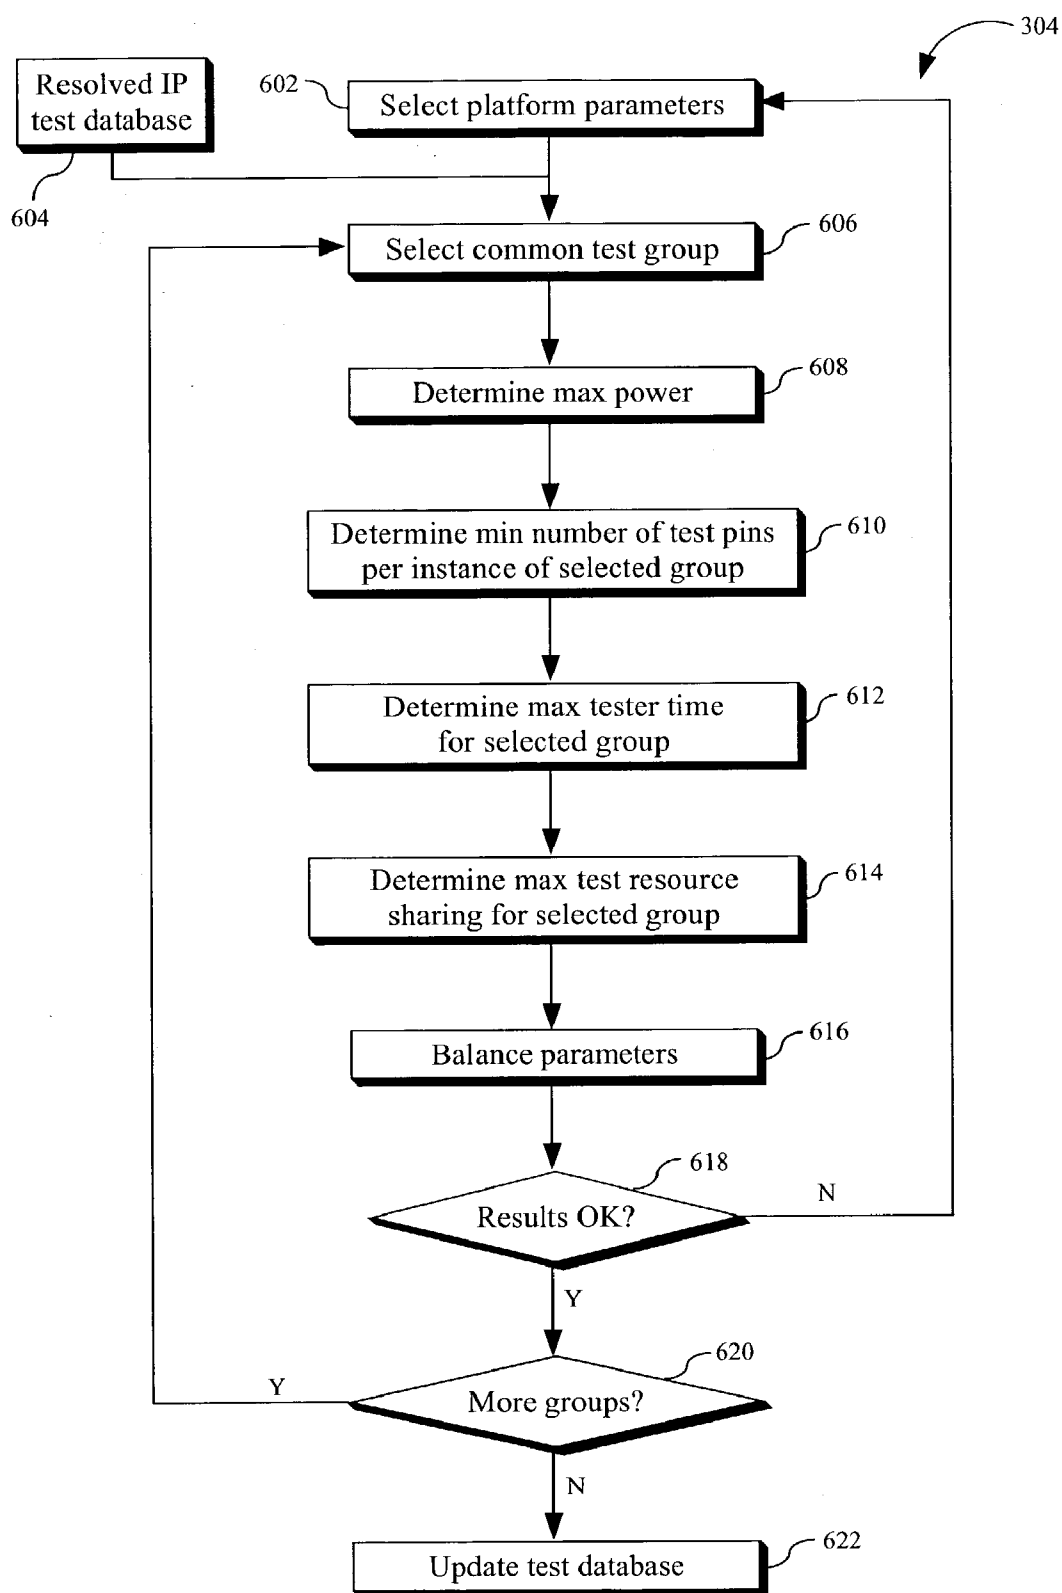 304
Resolved IP
test database
604
602
Select platform parameters
606
Select common test group
608
Determine max power
610
Determine min number of test pins
per instance of selected group
612
Determine max tester time
for selected group
614
Determine max test resource
sharing for selected group
616
Balance parameters
618
Results OK?
N
Y
620
More groups?
Y
N
622
Update test database